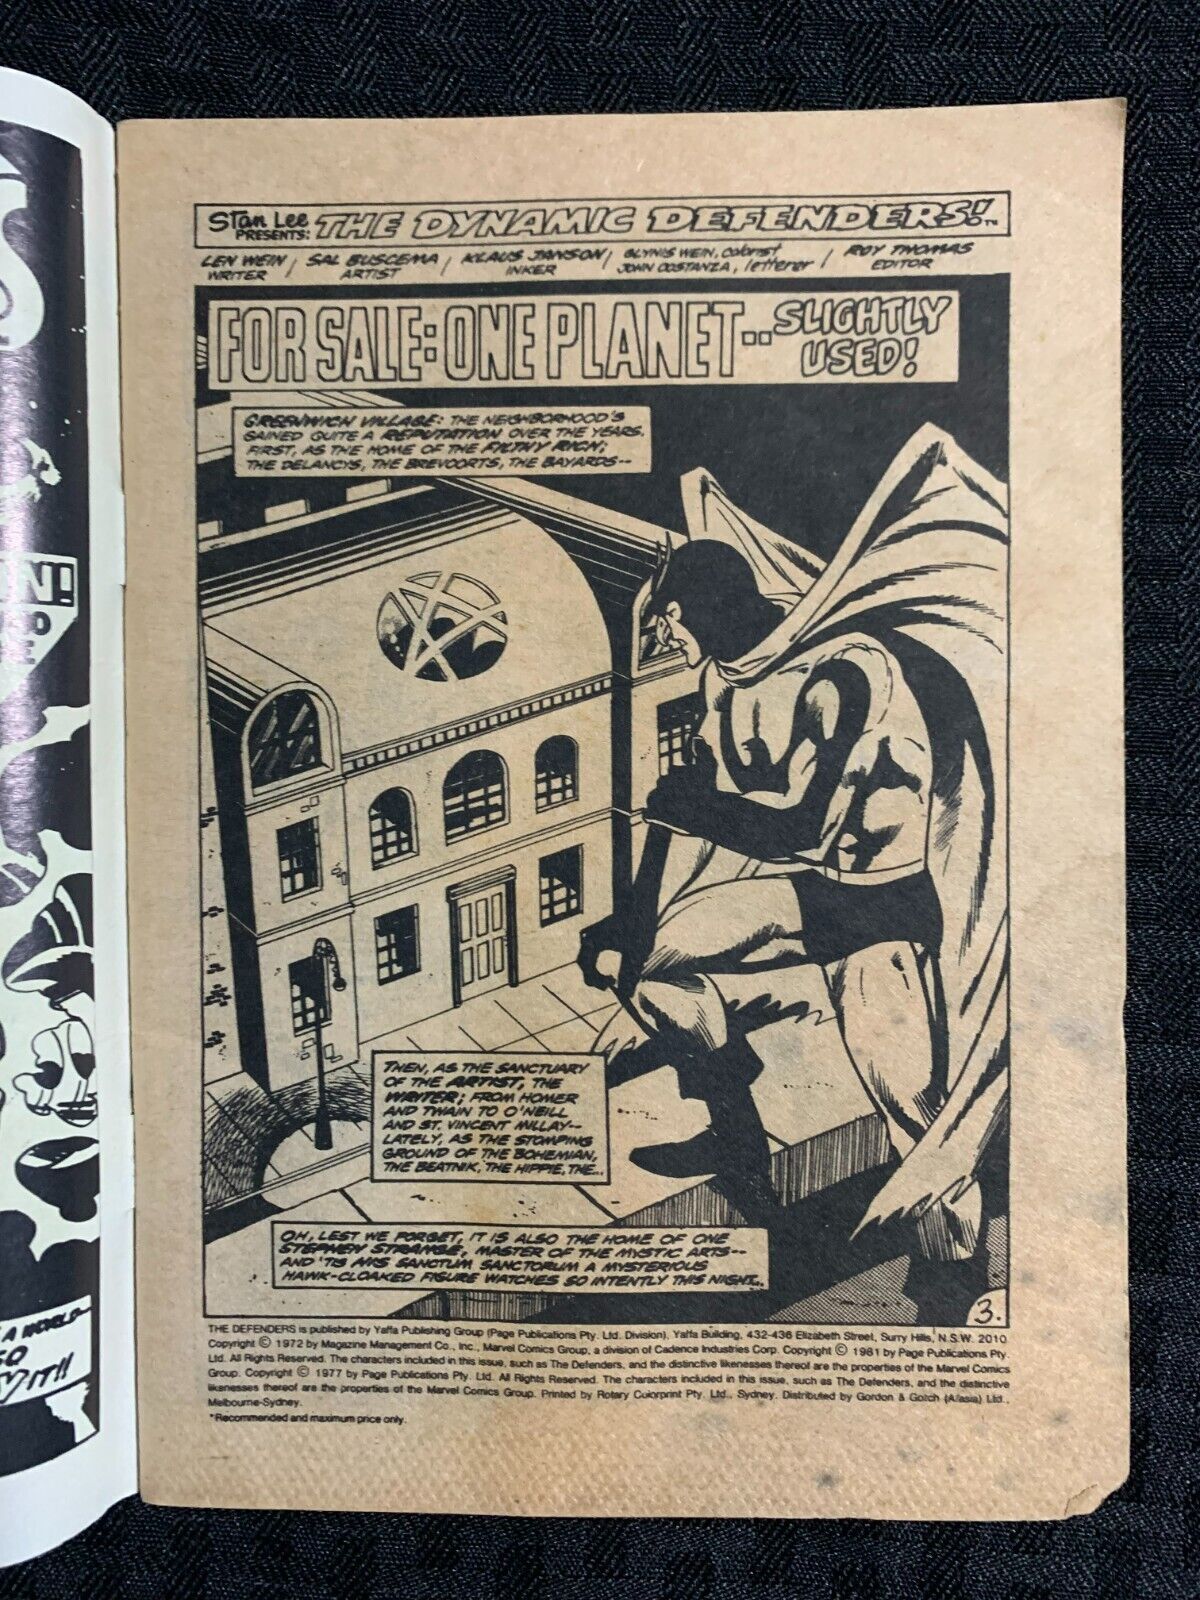 Stan Lee
PRESENTS:
THE DYNAMIC DEFENDERS!™
LEN WEIN
WRITER
/ SAL BUSCEMA
ARTIST
/ KLAUS JANSON
INKER
/ GLYNIS WEIN, colorist
JOHN COSTANZA, letterer
/ ROY THOMAS
EDITOR
FOR SALE: ONE PLANET..
SLIGHTLY
USED!
GREENWICH VILLAGE: THE NEIGHBORHOOD'S
GAINED QUITE A REPUTATION OVER THE YEARS.
FIRST, AS THE HOME OF THE FILTHY RICH;
THE DELANCYS, THE BREVOORTS, THE BAYARDS--
THEN, AS THE SANCTUARY
OF THE ARTIST, THE
WRITER; FROM HOMER
AND TWAIN TO O'NEILL
AND ST. VINCENT MILLAY--
LATELY, AS THE STOMPING
GROUND OF THE BOHEMIAN,
THE BEATNIK, THE HIPPIE, THE...
OH, LEST WE FORGET, IT IS ALSO THE HOME OF ONE
STEPHEN STRANGE, MASTER OF THE MYSTIC ARTS--
AND 'TIS HIS SANCTUM SANCTORUM A MYSTERIOUS
HAWK-CLOAKED FIGURE WATCHES SO INTENTLY THIS NIGHT...
3.
THE DEFENDERS is published by Yaffa Publishing Group (Page Publications Pty. Ltd. Division), Yaffa Building, 432-436 Elizabeth Street, Surry Hills, N.S.W. 2010
Copyright © 1972 by Magazine Management Co., Inc., Marvel Comics Group, a division of Cadence Industries Corp. Copyright © 1981 by Page Publications Pty.
Ltd. All Rights Reserved. The characters included in this issue, such as The Defenders, and the distinctive likenesses thereof are the properties of the Marvel Comics
Group. Copyright © 1977 by Page Publications Pty. Ltd. All Rights Reserved. The characters included in this issue, such as The Defenders, and the distinctive
likenesses thereof are the properties of the Marvel Comics Group. Printed by Rotary Colorprint Pty. Ltd., Sydney. Distributed by Gordon & Gotch (A/asia) Ltd.,
Melbourne-Sydney.
*Recommended and maximum price only.
A WORLD--
SO
IT!!